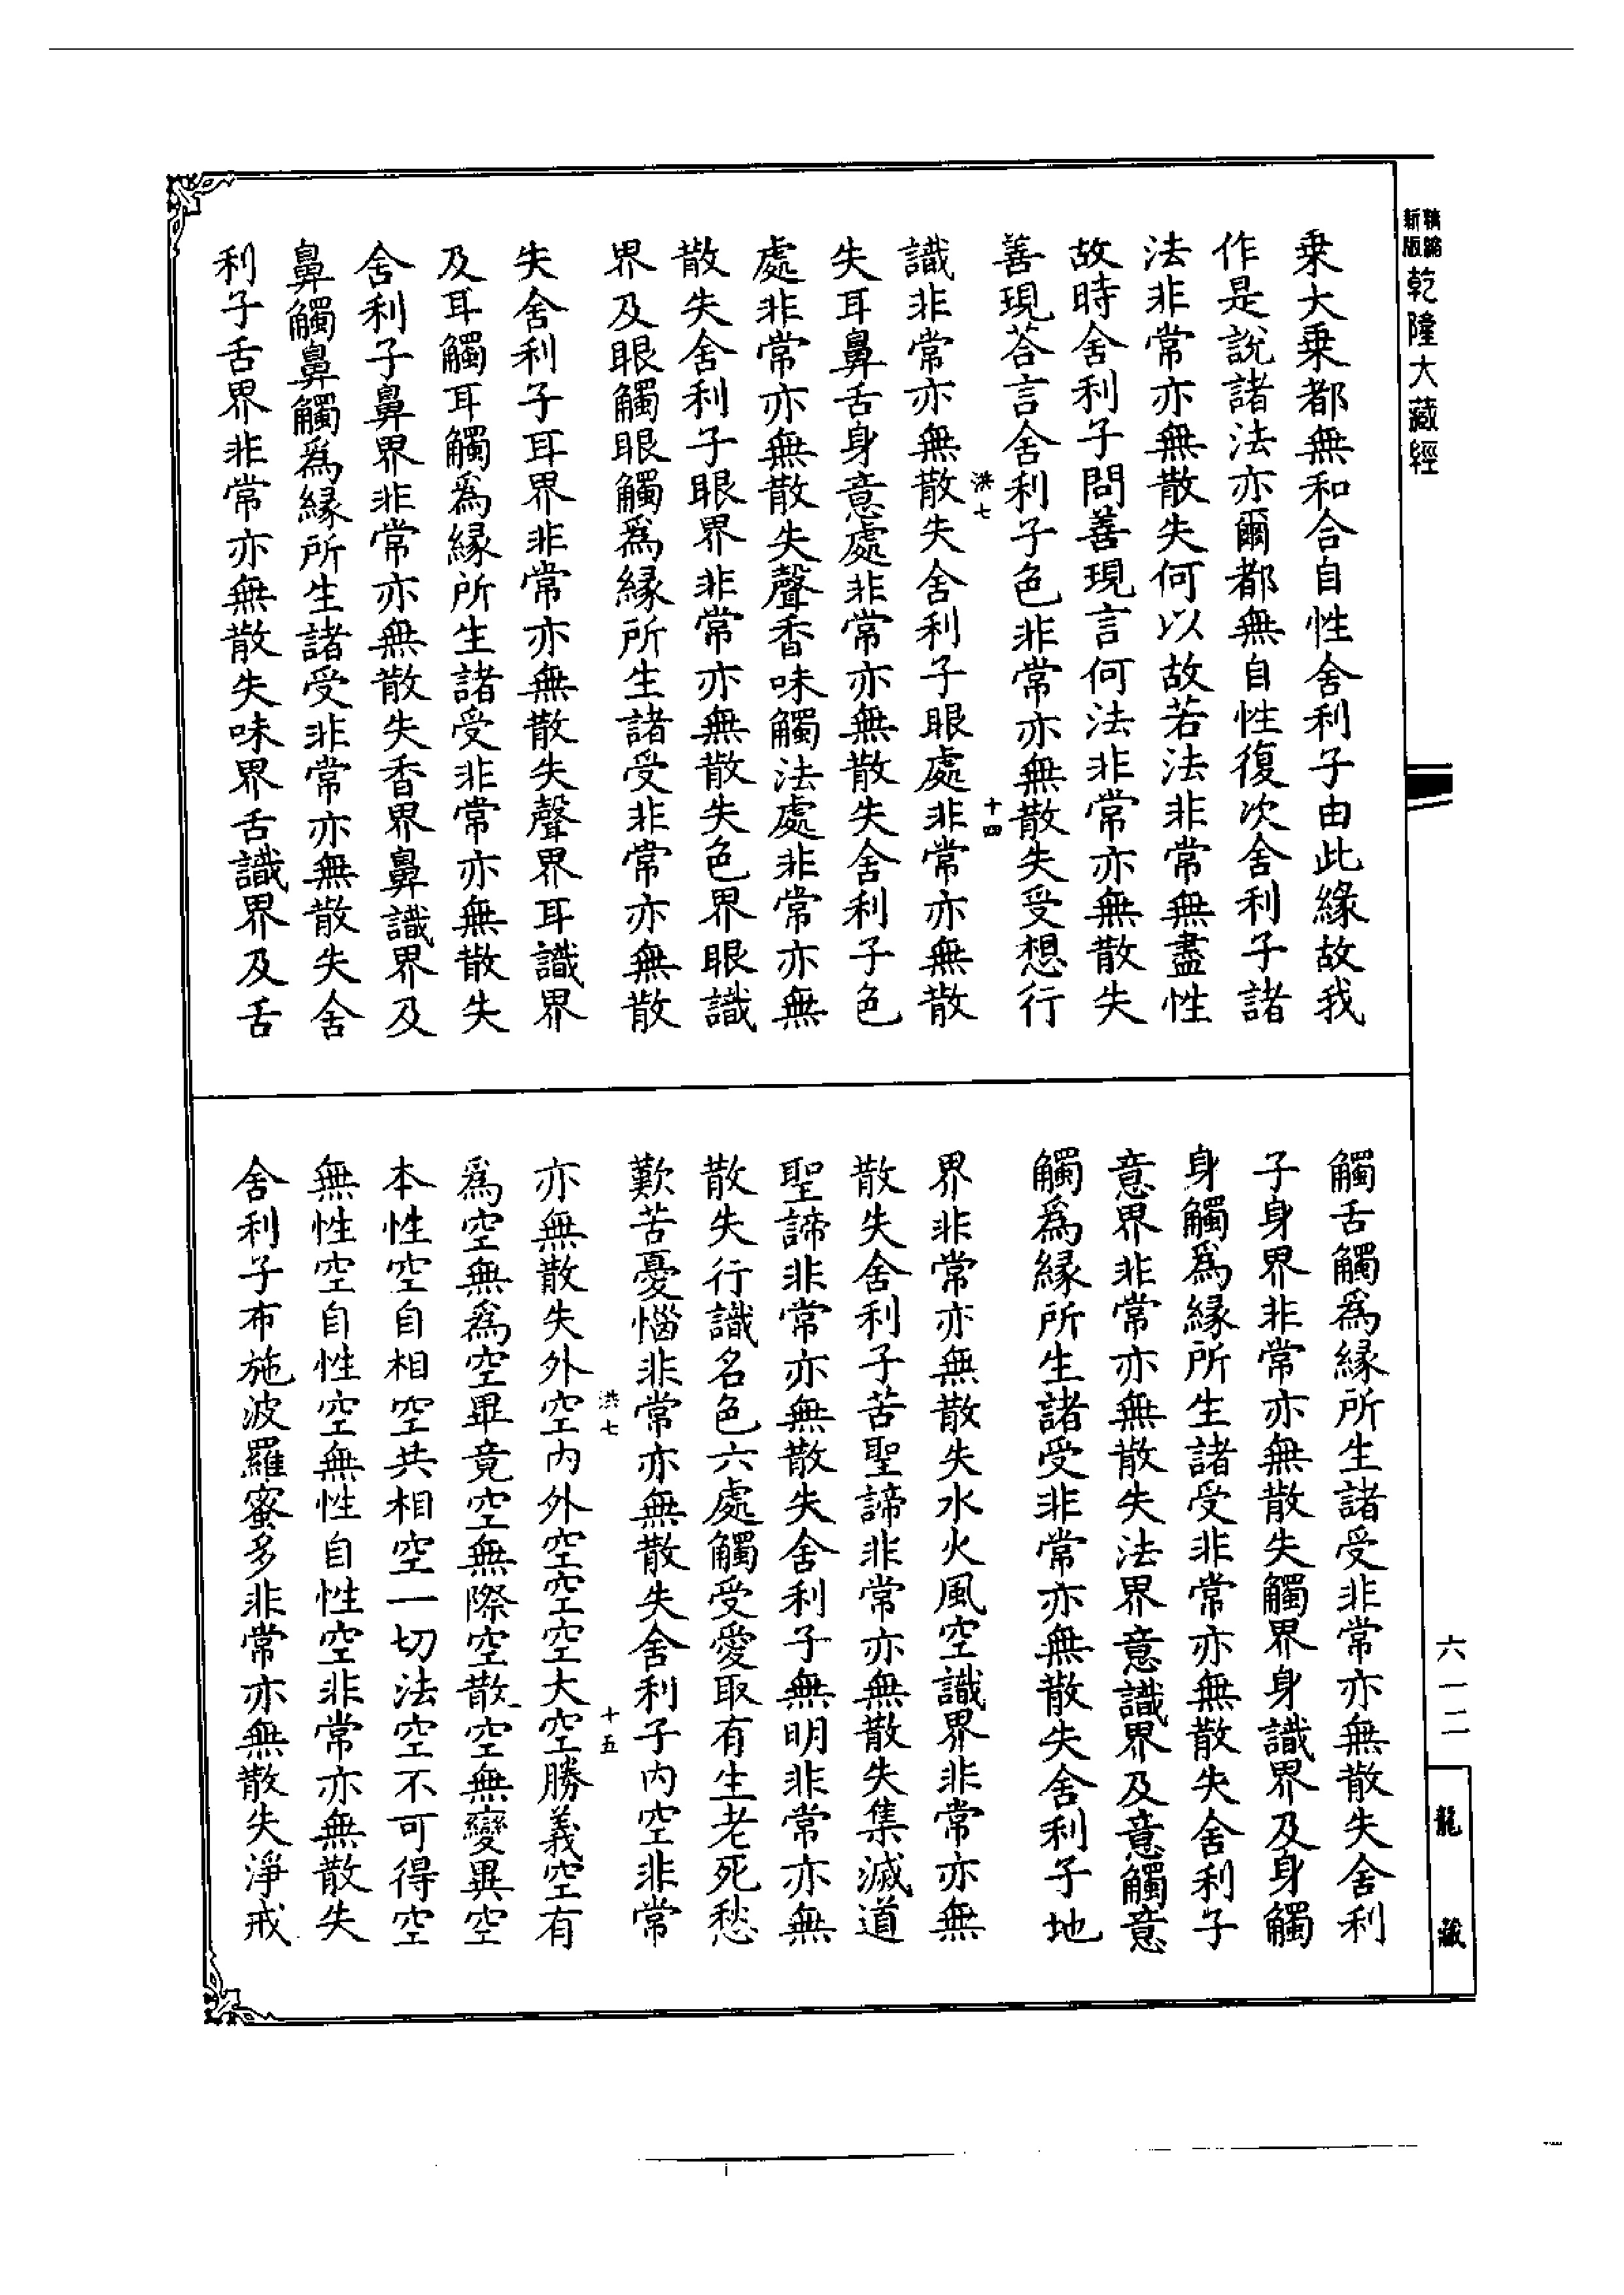 精縮新版乾隆大藏經
乗大乗都無和合自性舍利子由此緣故我
作是說諸法亦爾都無自性復次舍利子諸
法非常亦無散失何以故若法非常無盡性
故時舍利子問善現言何法非常亦無散失
善現荅言舍利子色非常亦無散失受想行
洪七 十四
識非常亦無散失舍利子眼處非常亦無散
失耳鼻舌身意處非常亦無散失舍利子色
處非常亦無散失聲香味觸法處非常亦無
散失舍利子眼界非常亦無散失色界眼識
界及眼觸眼觸爲緣所生諸受非常亦無散
失舍利子耳界非常亦無散失聲界耳識界
及耳觸耳觸爲緣所生諸受非常亦無散失
舍利子鼻界非常亦無散失香界鼻識界及
鼻觸鼻觸爲緣所生諸受非常亦無散失舍
利子舌界非常亦無散失味界舌識界及舌
觸舌觸爲緣所生諸受非常亦無散失舍利
子身界非常亦無散失觸界身識界及身觸
身觸爲緣所生諸受非常亦無散失舍利子
意界非常亦無散失法界意識界及意觸意
觸爲緣所生諸受非常亦無散失舍利子地
界非常亦無散失水火風空識界非常亦無
散失舍利子苦聖諦非常亦無散失集滅道
聖諦非常亦無散失舍利子無明非常亦無
散失行識名色六處觸受愛取有生老死愁
歎苦憂惱非常亦無散失舍利子内空非常
洪七 十五
亦無散失外空内外空空空大空勝義空有
爲空無爲空畢竟空無際空散空無變異空
本性空自相空共相空一切法空不可得空
無性空自性空無性自性空非常亦無散失
舍利子布施波羅蜜多非常亦無散失淨戒
六一二
龍藏